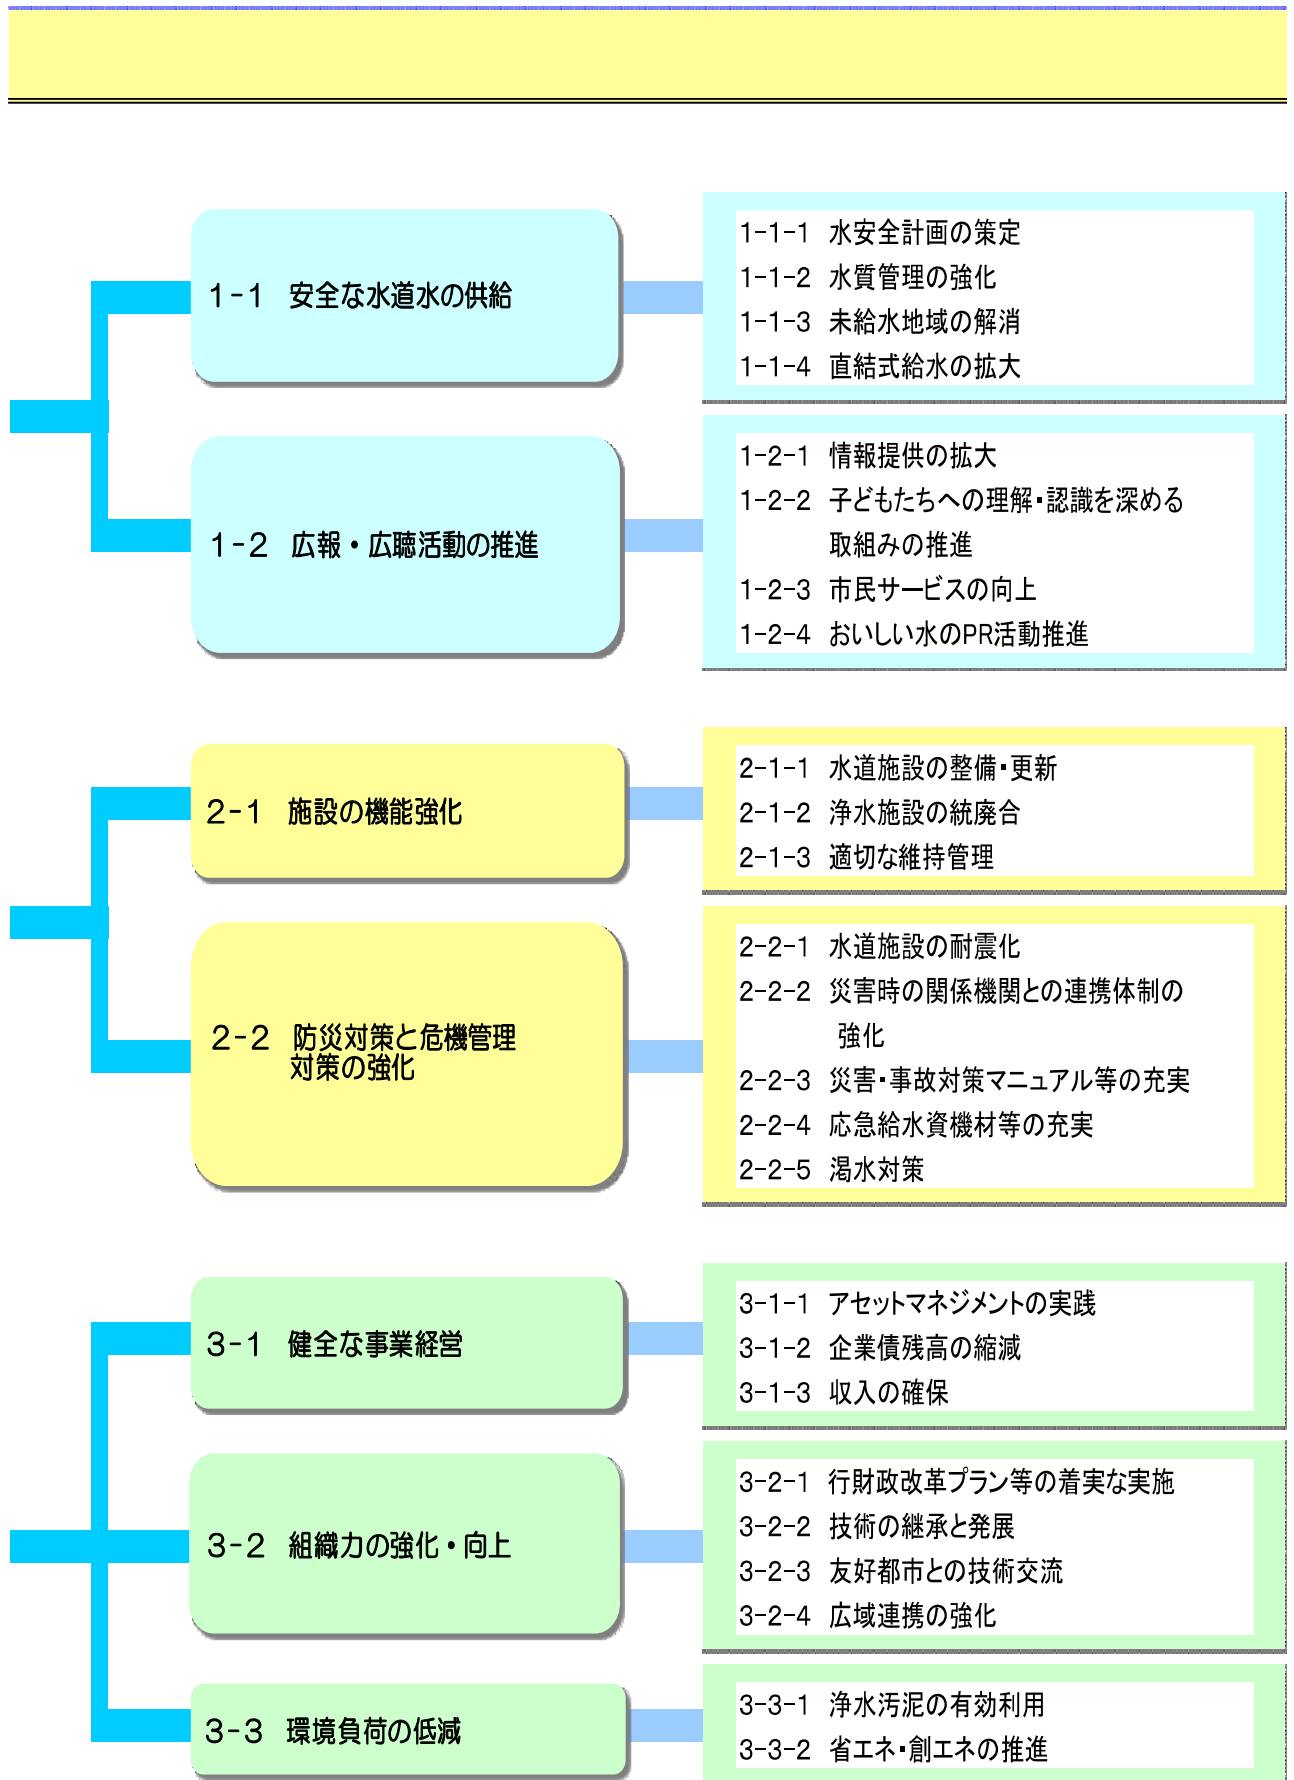 1-1 安全な水道水の供給
1-1-1 水安全計画の策定
1-1-2 水質管理の強化
1-1-3 未給水地域の解消
1-1-4 直結式給水の拡大
1-2 広報・広聴活動の推進
1-2-1 情報提供の拡大
1-2-2 子どもたちへの理解・認識を深める
取組みの推進
1-2-3 市民サービスの向上
1-2-4 おいしい水のPR活動推進
2-1 施設の機能強化
2-1-1 水道施設の整備・更新
2-1-2 浄水施設の統廃合
2-1-3 適切な維持管理
2-2 防災対策と危機管理
対策の強化
2-2-1 水道施設の耐震化
2-2-2 災害時の関係機関との連携体制の
強化
2-2-3 災害・事故対策マニュアル等の充実
2-2-4 応急給水資機材等の充実
2-2-5 渇水対策
3-1 健全な事業経営
3-1-1 アセットマネジメントの実践
3-1-2 企業債残高の縮減
3-1-3 収入の確保
3-2 組織力の強化・向上
3-2-1 行財政改革プラン等の着実な実施
3-2-2 技術の継承と発展
3-2-3 友好都市との技術交流
3-2-4 広域連携の強化
3-3 環境負荷の低減
3-3-1 浄水汚泥の有効利用
3-3-2 省エネ・創エネの推進